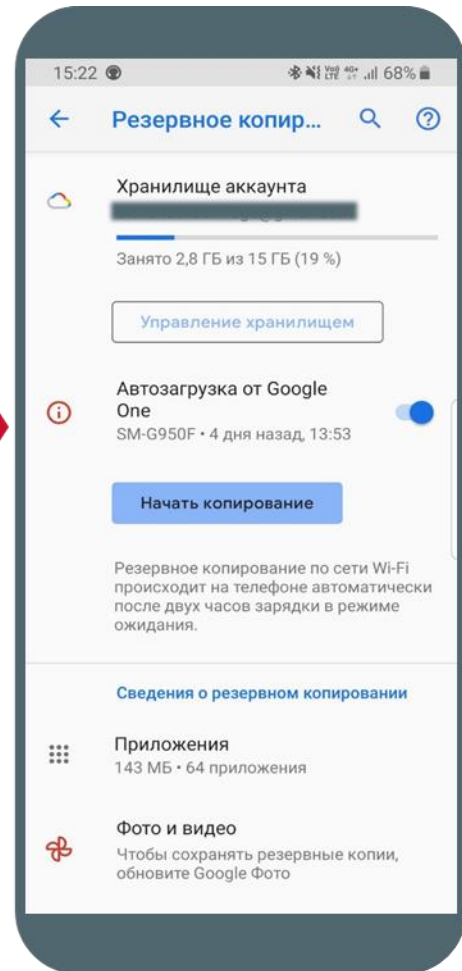 15:22 68%
Резервное копир...
Хранилище аккаунта
Занято 2,8 ГБ из 15 ГБ (19 %)
Управление хранилищем
Автозагрузка от Google
One
SM-G950F • 4 дня назад, 13:53
Начать копирование
Резервное копирование по сети Wi-Fi
происходит на телефоне автоматически
после двух часов зарядки в режиме
ожидания.
Сведения о резервном копировании
Приложения
143 МБ • 64 приложения
Фото и видео
Чтобы сохранять резервные копии,
обновите Google Фото